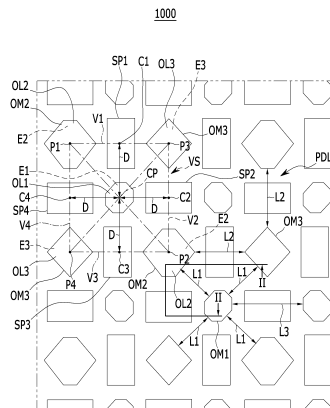 1000
OL2
OM2
SP1
C1
OL3
E3
E2
V1
OM3
P1
P3
D
VS
PDL
E1
OL1
CP
SP2
C4
D
D
C2
L2
SP4
V4
V2
E2
OM3
E3
L2
OL3
D
P2
OM3
V3
C3
OM2
L1
L1
II
P4
OL2
SP3
II
L3
L1
OM1
L1